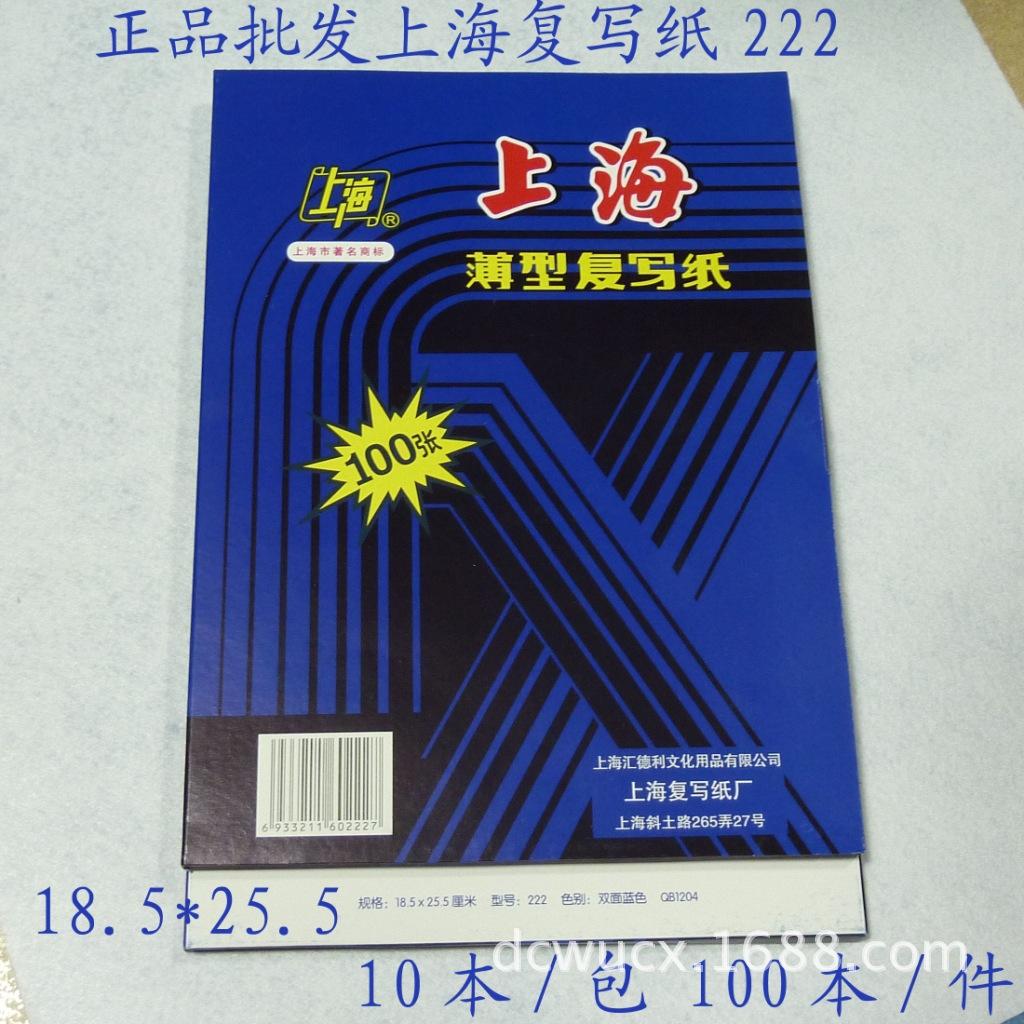 正品批发上海复写纸 222
上海
上海
®
上海市著名商标
薄型复写纸
100张
上海汇德利文化用品有限公司
上海复写纸厂
上海斜土路265弄27号
6 933211 602227
规格：18.5×25.5厘米 型号：222 色别：双面蓝色 QB1204
18.5*25.5
dcwucx.1688.com
10本/包 100本/件